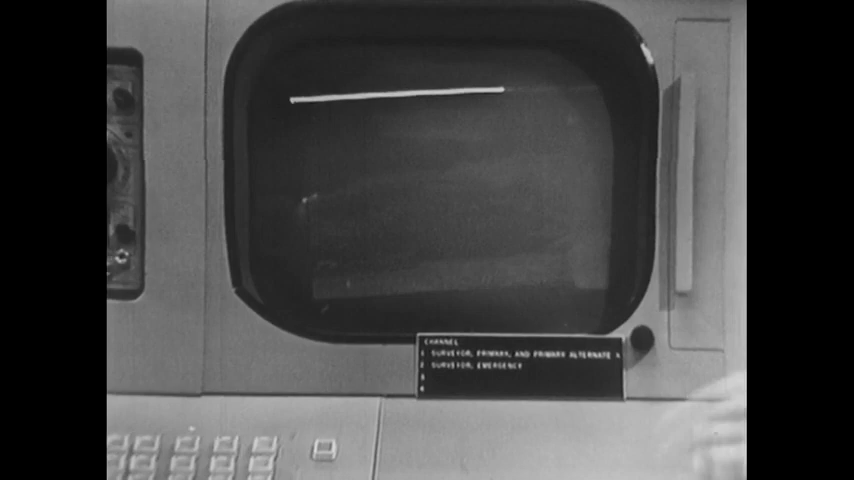 CHANNEL
1 SURVEYOR, PRIMARY, AND PRIMARY ALTERNATE A
2 SURVEYOR, EMERGENCY
3
4